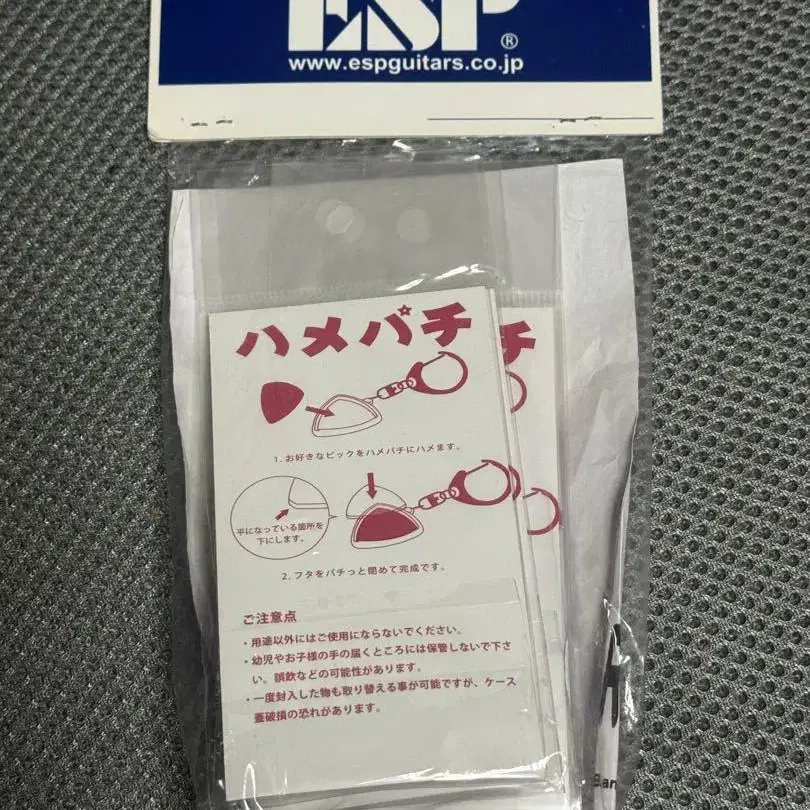 ESP®
www.espguitars.co.jp
ハメパチ
チ
1. お好きなピックをハメパチにハメます。
平になっている箇所を
下にします。
2. フタをパチっと閉めて完成です。
ご注意点
・用途以外にはご使用にならないでください。
・幼児やお子様の手の届くところには保管しないで下さ
い。誤飲などの可能性があります。
・一度封入した物も取り替える事が可能ですが、ケース
蓋破損の恐れがあります。